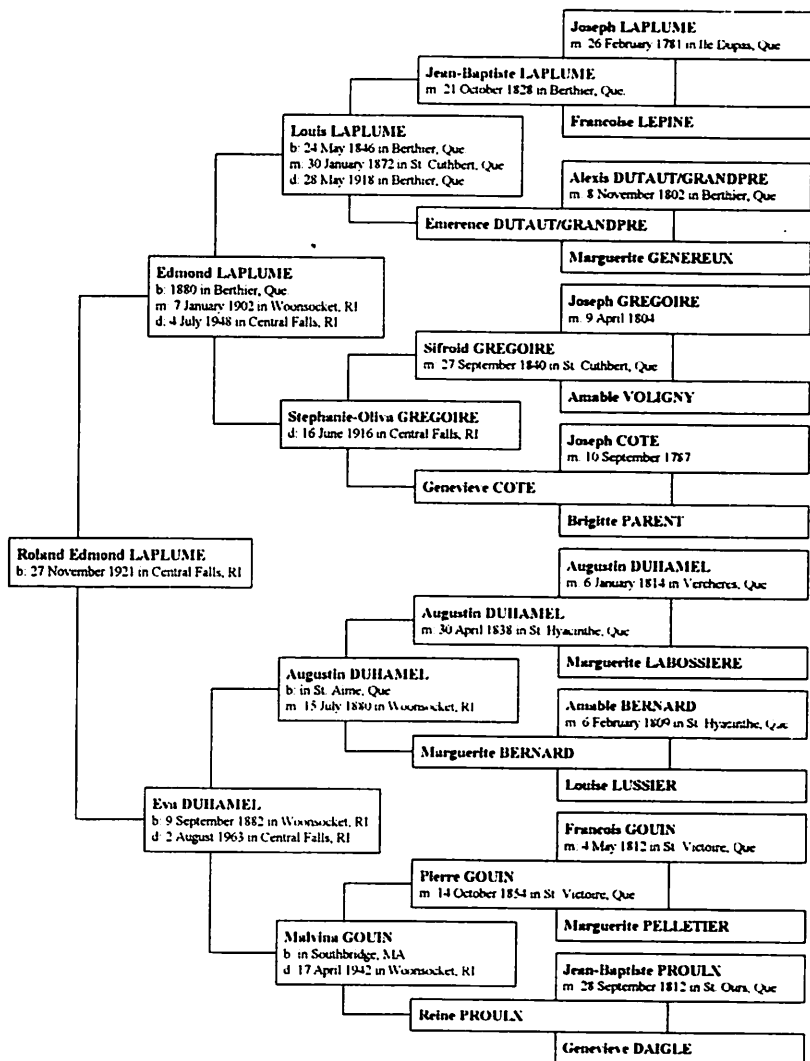 Joseph LAPLUME
m: 26 February 1781 in Ile Dupas, Que
Jean-Baptiste LAPLUME
m: 21 October 1828 in Berthier, Que.
Francoise LEPINE
Louis LAPLUME
b: 24 May 1846 in Berthier, Que
m: 30 January 1872 in St. Cuthbert, Que
d: 28 May 1918 in Berthier, Que
Alexis DUTAUT/GRANDPRE
m: 8 November 1802 in Berthier, Que
Emerence DUTAUT/GRANDPRE
Marguerite GENEREUX
Edmond LAPLUME
b: 1880 in Berthier, Que
m: 7 January 1902 in Woonsocket, RI
d: 4 July 1948 in Central Falls, RI
Joseph GREGOIRE
m: 9 April 1804
Sifroid GREGOIRE
m: 27 September 1840 in St. Cuthbert, Que
Amable VOLIGNY
Stephanie-Oliva GREGOIRE
d: 16 June 1916 in Central Falls, RI
Joseph COTE
m: 10 September 1787
Genevieve COTE
Brigitte PARENT
Roland Edmond LAPLUME
b: 27 November 1921 in Central Falls, RI
Augustin DUHAMEL
m: 6 January 1814 in Vercheres, Que
Augustin DUHAMEL
m: 30 April 1838 in St. Hyacinthe, Que
Marguerite LABOSSIERE
Augustin DUHAMEL
b: in St. Aime, Que
m: 15 July 1880 in Woonsocket, RI
Amable BERNARD
m: 6 February 1809 in St. Hyacinthe, Que
Marguerite BERNARD
Louise LUSSIER
Eva DUHAMEL
b: 9 September 1882 in Woonsocket, RI
d: 2 August 1963 in Central Falls, RI
Francois GOUIN
m: 4 May 1812 in St. Victoire, Que
Pierre GOUIN
m: 14 October 1854 in St. Victoire, Que
Marguerite PELLETIER
Malvina GOUIN
b: in Southbridge, MA
d: 17 April 1942 in Woonsocket, RI
Jean-Baptiste PROULX
m: 28 September 1812 in St. Ours, Que
Reine PROULX
Genevieve DAIGLE